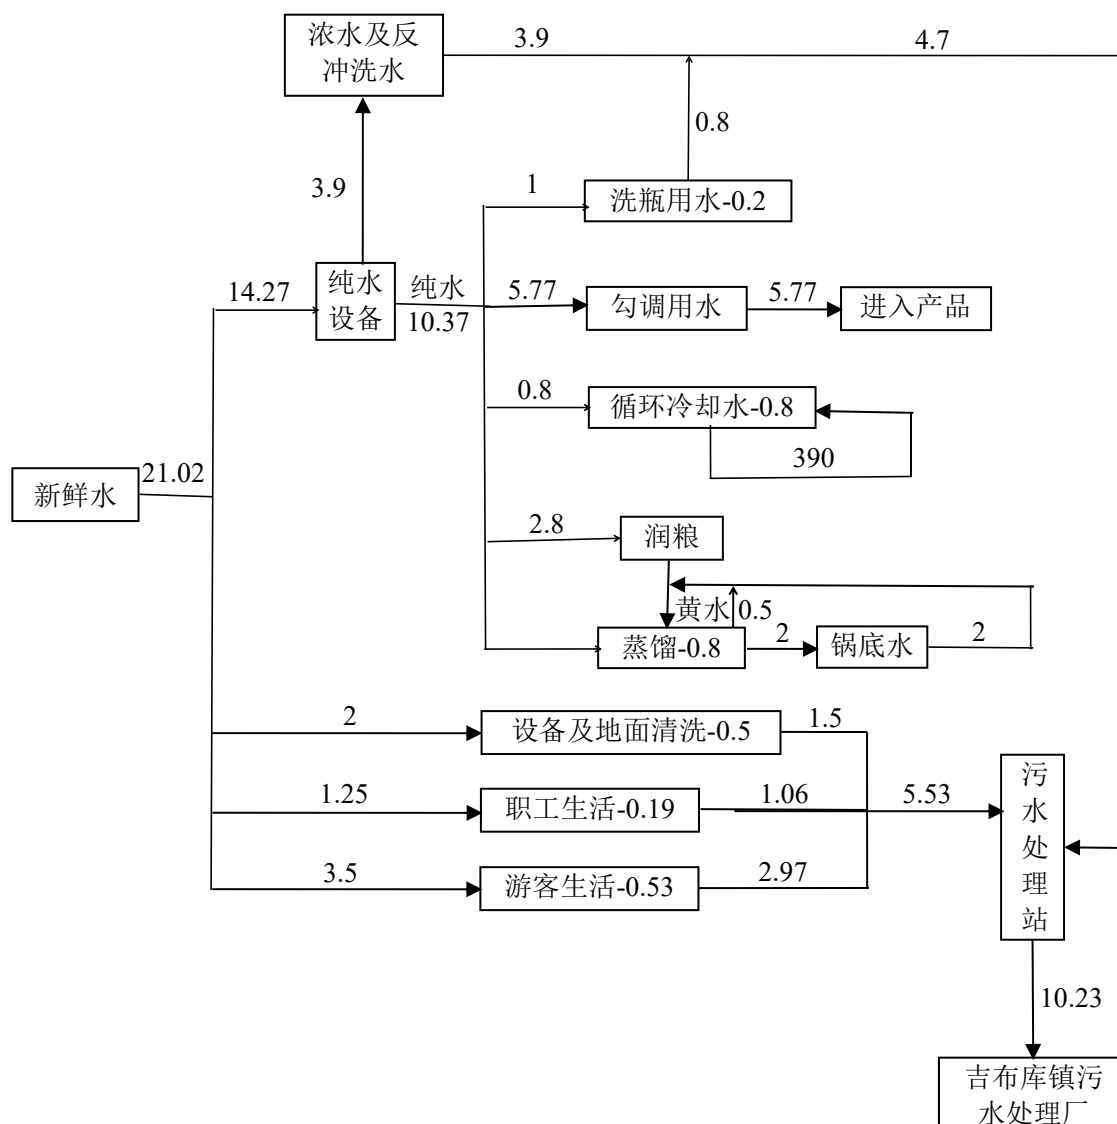 浓水及反
冲洗水
3.9
4.7
0.8
3.9
1
洗瓶用水-0.2
14.27
纯水
设备
纯水
10.37
5.77
勾调用水
5.77
进入产品
0.8
循环冷却水-0.8
390
新鲜水
21.02
2.8
润粮
黄水
0.5
蒸馏-0.8
2
锅底水
2
2
设备及地面清洗-0.5
1.5
1.25
职工生活-0.19
1.06
5.53
污
水
处
理
站
3.5
游客生活-0.53
2.97
10.23
吉布库镇污
水处理厂